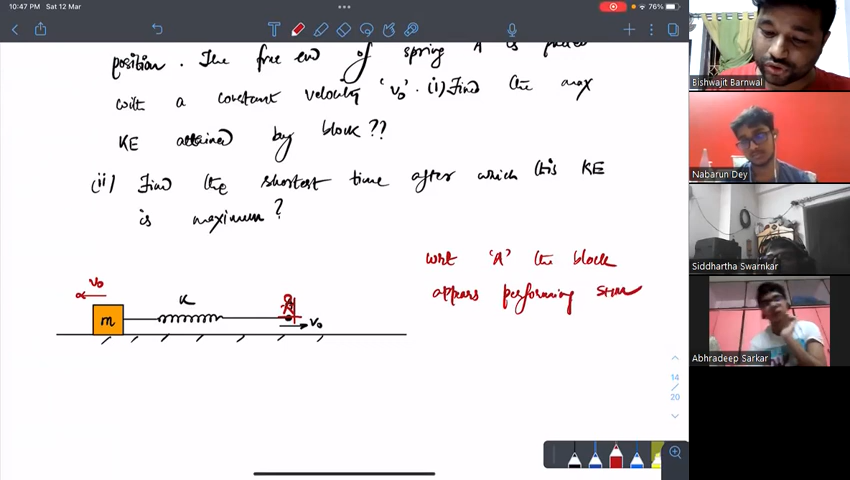 10:47 PM Sat 12 Mar
76%
position. The free end of spring A is
with a constant velocity 'v₀'. (i) Find the max
KE attained by block??
(ii) Find the shortest time after which this KE
is maximum?
wrt 'A' the block
appears performing SHM
v₀
K
m
A
v₀
14
20
Bishwajit Barnwal
Nabarun Dey
Siddhartha Swarnkar
Abhradeep Sarkar